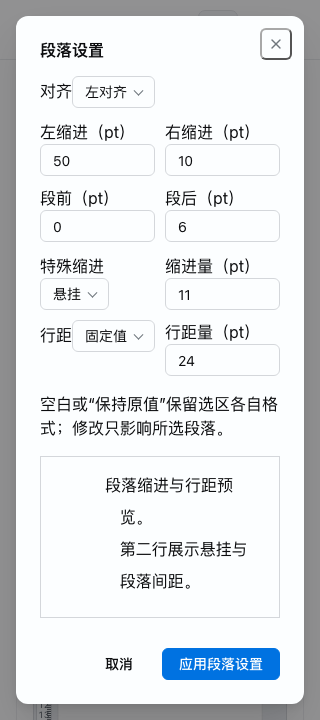 段落设置
对齐 左对齐
左缩进（pt） 右缩进（pt）
50 10
段前（pt） 段后（pt）
0 6
特殊缩进 缩进量（pt）
悬挂 11
行距 固定值 行距量（pt）
24
空白或“保持原值”保留选区各自格
式；修改只影响所选段落。
段落缩进与行距预
览。
第二行展示悬挂与
段落间距。
取消 应用段落设置